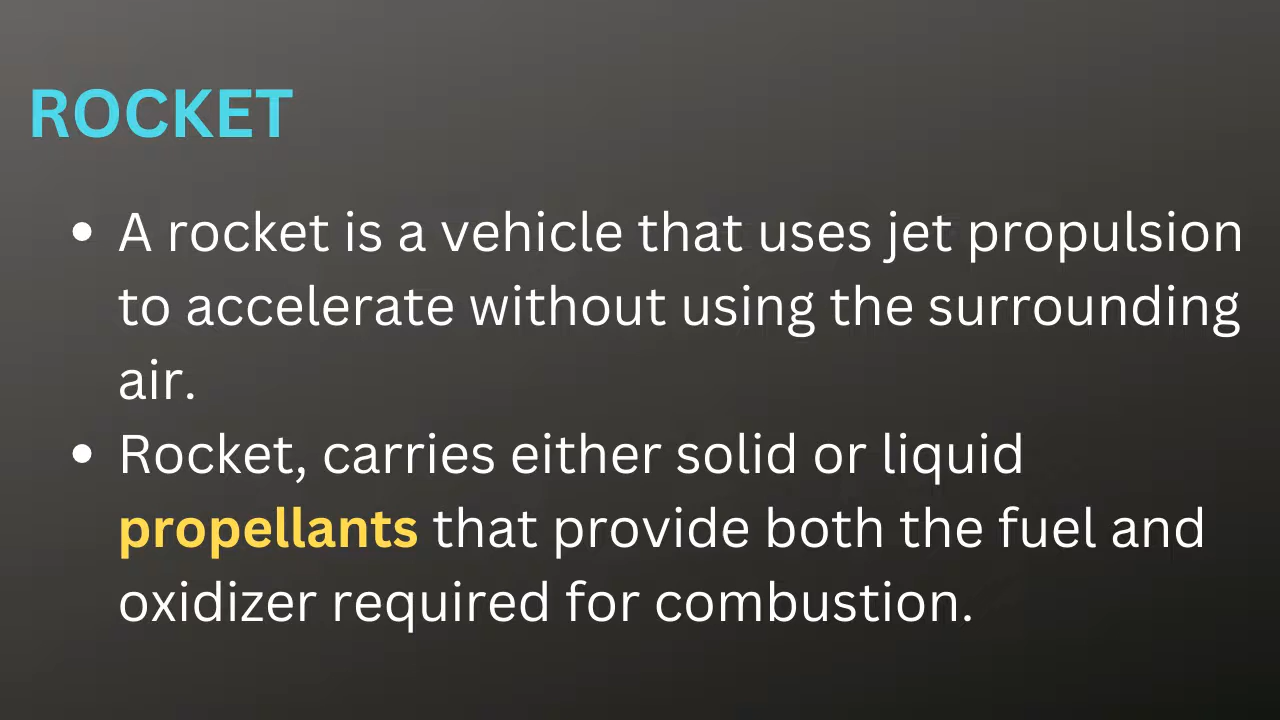 ROCKET
• A rocket is a vehicle that uses jet propulsion
to accelerate without using the surrounding
air.
• Rocket, carries either solid or liquid
propellants that provide both the fuel and
oxidizer required for combustion.